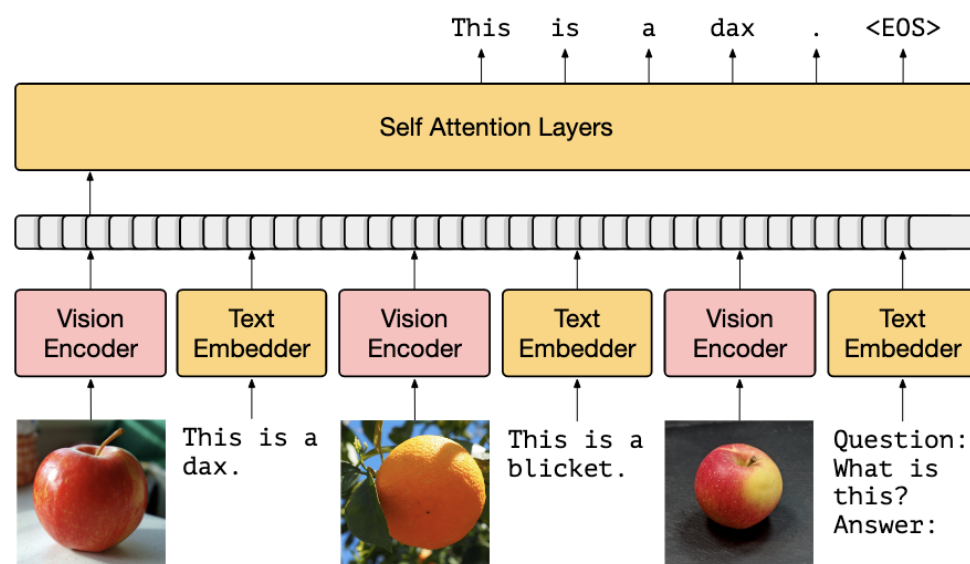 This is a dax . <EOS>
Self Attention Layers
Vision
Encoder
Text
Embedder
Vision
Encoder
Text
Embedder
Vision
Encoder
Text
Embedder
This is a
dax.
This is a
blicket.
Question:
What is
this?
Answer: